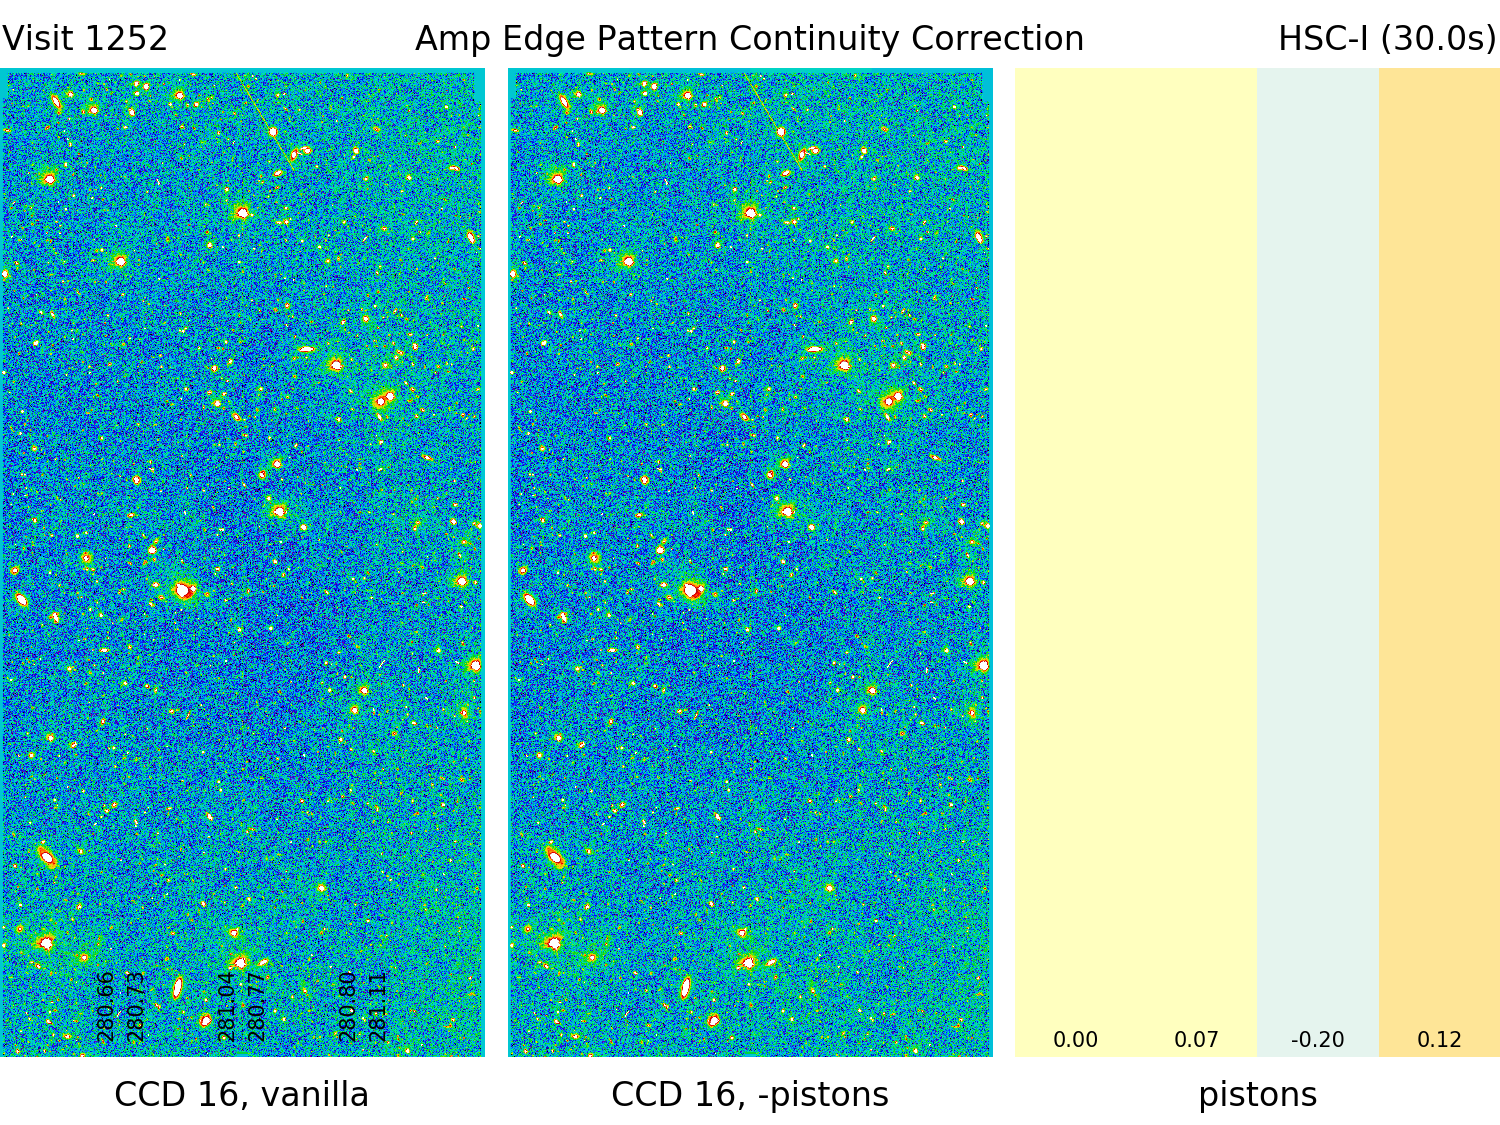 Visit 1252
Amp Edge Pattern Continuity Correction
HSC-I (30.0s)
280.66
280.73
281.04
280.77
280.80
281.11
0.00
0.07
-0.20
0.12
CCD 16, vanilla
CCD 16, -pistons
pistons